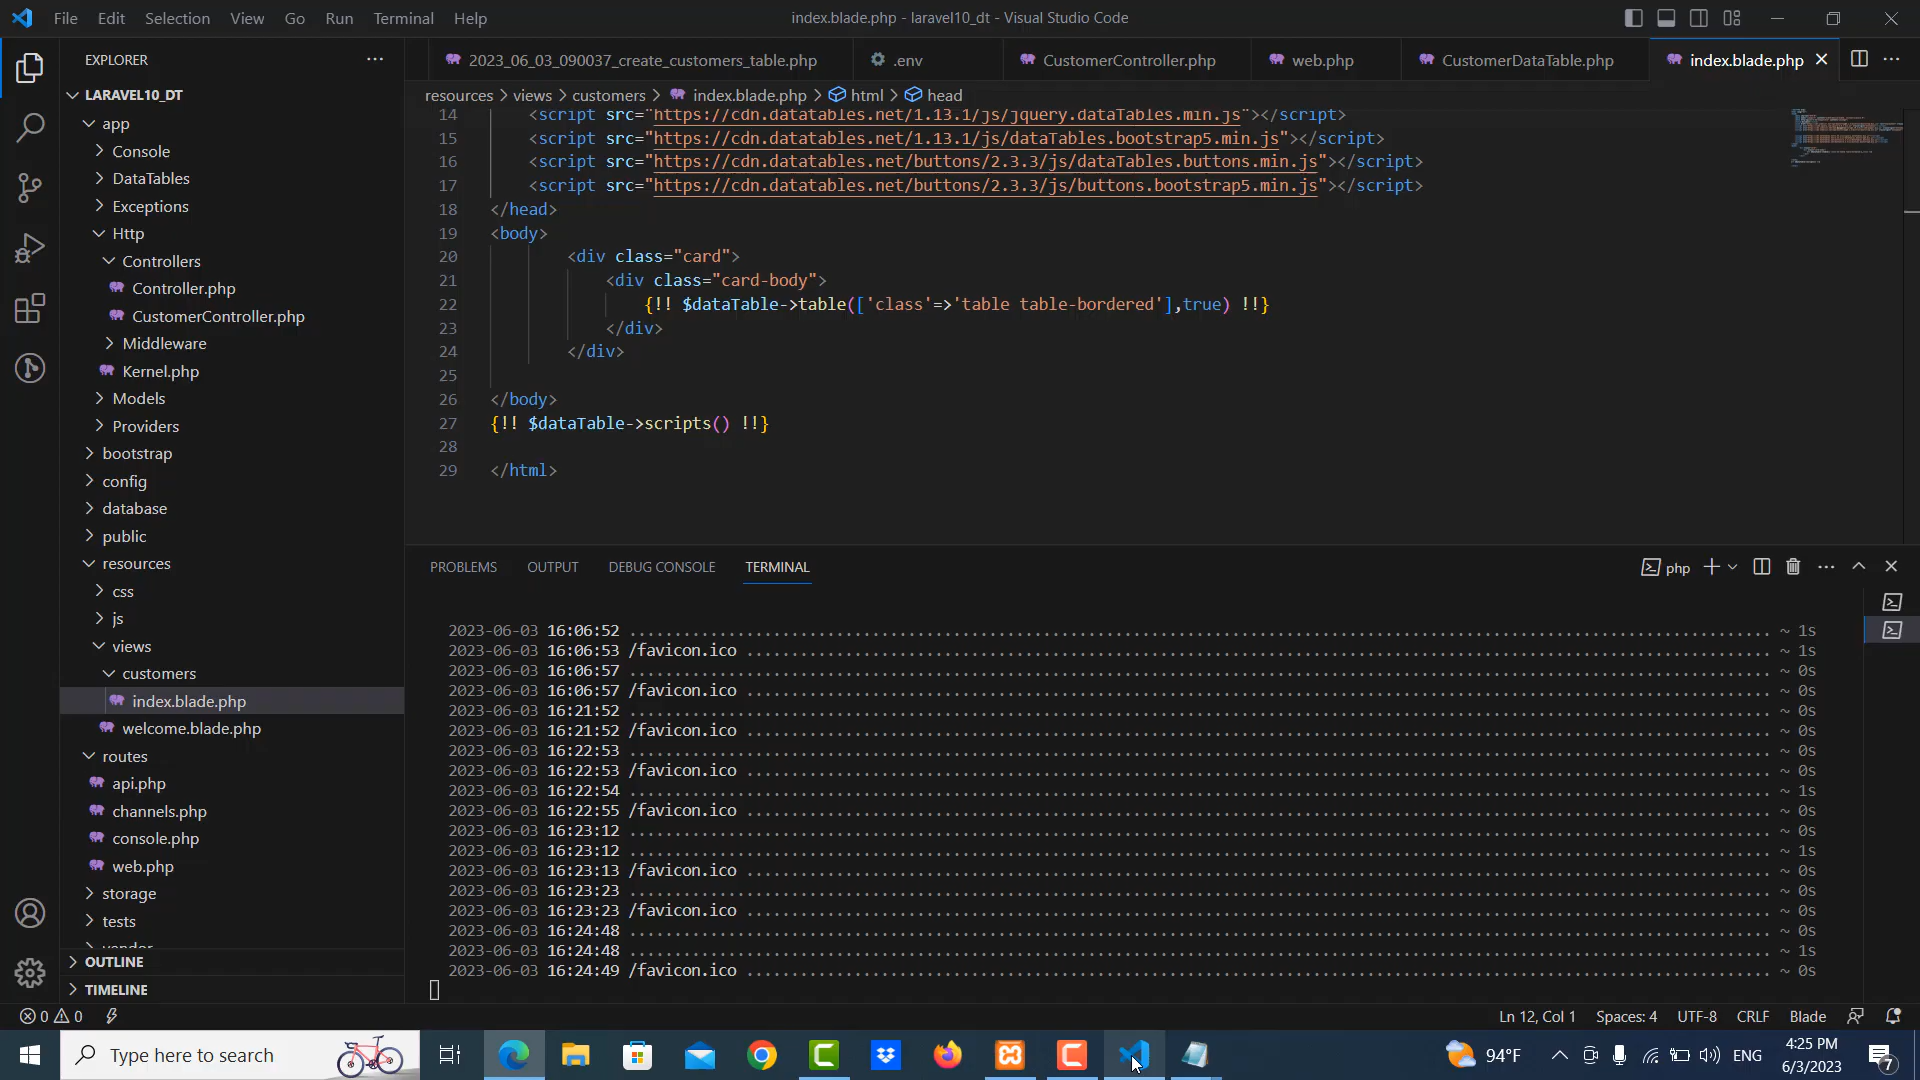 File Edit Selection View Go Run Terminal Help
index.blade.php - laravel10_dt - Visual Studio Code
EXPLORER
LARAVEL10_DT
app
Console
DataTables
Exceptions
Http
Controllers
Controller.php
CustomerController.php
Middleware
Kernel.php
Models
Providers
bootstrap
config
database
public
resources
css
js
views
customers
index.blade.php
welcome.blade.php
routes
api.php
channels.php
console.php
web.php
storage
tests
vendor
OUTLINE
TIMELINE
2023_06_03_090037_create_customers_table.php .env CustomerController.php web.php CustomerDataTable.php index.blade.php
resources > views > customers > index.blade.php > html > head
14 <script src="https://cdn.datatables.net/1.13.1/js/jquery.dataTables.min.js"></script>
15 <script src="https://cdn.datatables.net/1.13.1/js/dataTables.bootstrap5.min.js"></script>
16 <script src="https://cdn.datatables.net/buttons/2.3.3/js/dataTables.buttons.min.js"></script>
17 <script src="https://cdn.datatables.net/buttons/2.3.3/js/buttons.bootstrap5.min.js"></script>
18 </head>
19 <body>
20 <div class="card">
21 <div class="card-body">
22 {!! $dataTable->table(['class'=>'table table-bordered'],true) !!}
23 </div>
24 </div>
25
26 </body>
27 {!! $dataTable->scripts() !!}
28
29 </html>
PROBLEMS OUTPUT DEBUG CONSOLE TERMINAL
php
2023-06-03 16:06:52 ~ 1s
2023-06-03 16:06:53 /favicon.ico ~ 1s
2023-06-03 16:06:57 ~ 0s
2023-06-03 16:06:57 /favicon.ico ~ 0s
2023-06-03 16:21:52 ~ 0s
2023-06-03 16:21:52 /favicon.ico ~ 0s
2023-06-03 16:22:53 ~ 0s
2023-06-03 16:22:53 /favicon.ico ~ 0s
2023-06-03 16:22:54 ~ 1s
2023-06-03 16:22:55 /favicon.ico ~ 0s
2023-06-03 16:23:12 ~ 0s
2023-06-03 16:23:12 ~ 1s
2023-06-03 16:23:13 /favicon.ico ~ 0s
2023-06-03 16:23:23 ~ 0s
2023-06-03 16:23:23 /favicon.ico ~ 0s
2023-06-03 16:24:48 ~ 0s
2023-06-03 16:24:48 ~ 1s
2023-06-03 16:24:49 /favicon.ico ~ 0s
0 0
Ln 12, Col 1 Spaces: 4 UTF-8 CRLF Blade
Type here to search
94°F
ENG
4:25 PM
6/3/2023
7